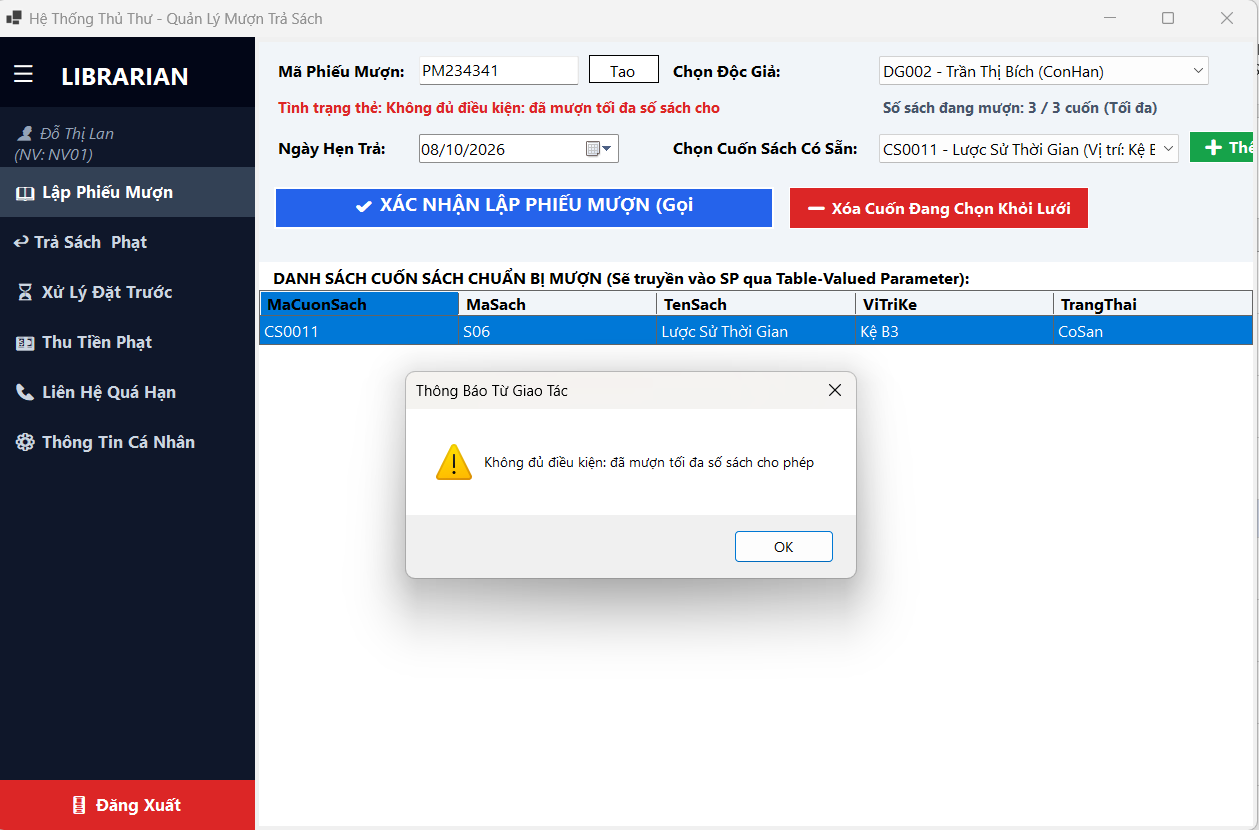 Hệ Thống Thủ Thư - Quản Lý Mượn Trả Sách
LIBRARIAN
Đỗ Thị Lan
(NV: NV01)
Lập Phiếu Mượn
Trả Sách Phạt
Xử Lý Đặt Trước
Thu Tiền Phạt
Liên Hệ Quá Hạn
Thông Tin Cá Nhân
Đăng Xuất
Mã Phiếu Mượn: PM234341 Tao Chọn Độc Giả: DG002 - Trần Thị Bích (ConHan)
Tình trạng thẻ: Không đủ điều kiện: đã mượn tối đa số sách cho Số sách đang mượn: 3 / 3 cuốn (Tối đa)
Ngày Hẹn Trả: 08/10/2026 Chọn Cuốn Sách Có Sẵn: CS0011 - Lược Sử Thời Gian (Vị trí: Kệ
XÁC NHẬN LẬP PHIẾU MƯỢN (Gọi Xóa Cuốn Đang Chọn Khỏi Lưới
DANH SÁCH CUỐN SÁCH CHUẨN BỊ MƯỢN (Sẽ truyền vào SP qua Table-Valued Parameter):
MaCuonSach MaSach TenSach ViTriKe TrangThai
CS0011 S06 Lược Sử Thời Gian Kệ B3 CoSan
Thông Báo Từ Giao Tác
Không đủ điều kiện: đã mượn tối đa số sách cho phép
OK